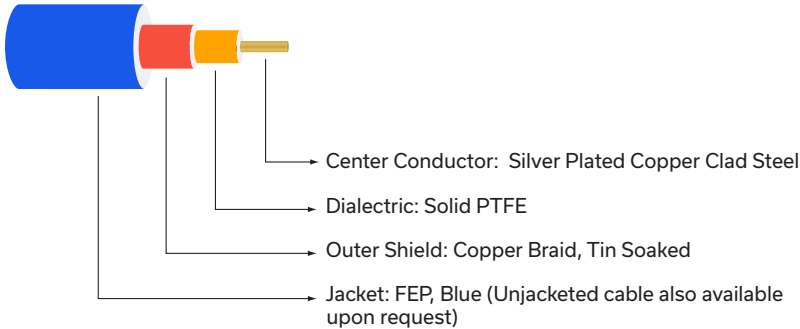 Center Conductor:  Silver Plated Copper Clad Steel
Dialectric: Solid PTFE
Outer Shield: Copper Braid, Tin Soaked
Jacket: FEP, Blue (Unjacketed cable also available
upon request)